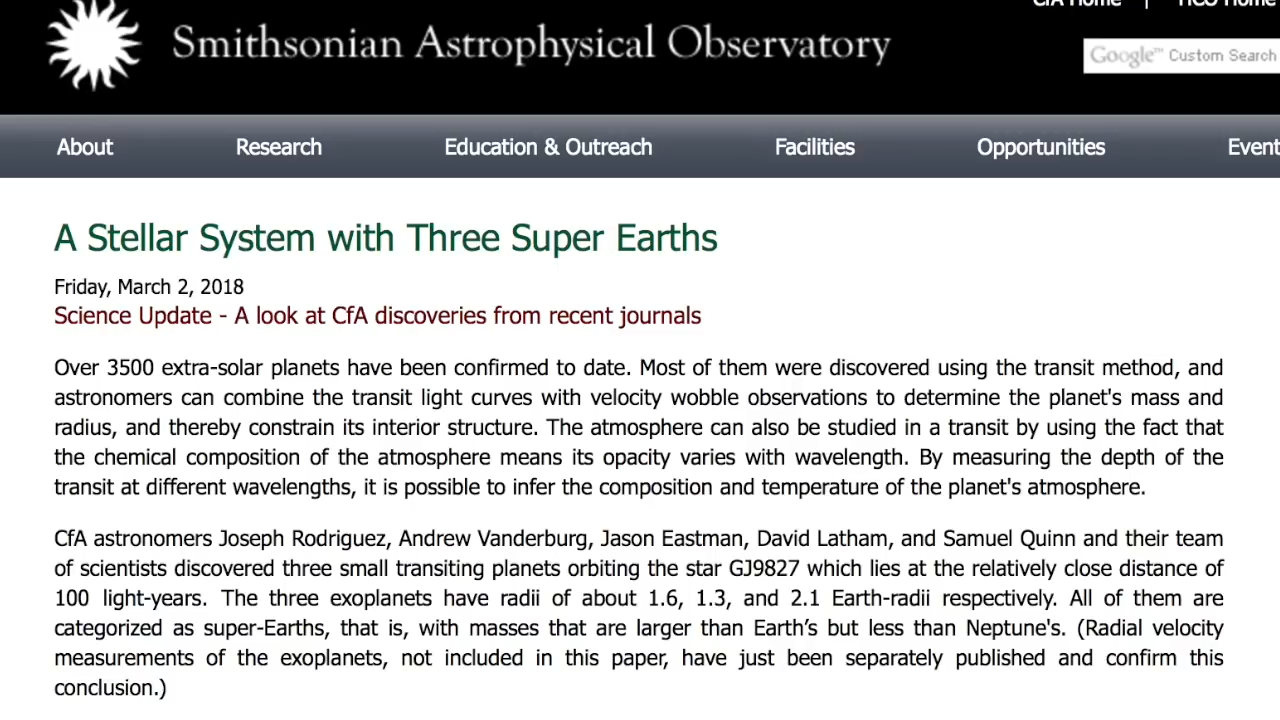 CfA Home | HCO Home
Smithsonian Astrophysical Observatory
Google™ Custom Search
About Research Education & Outreach Facilities Opportunities Event
A Stellar System with Three Super Earths
Friday, March 2, 2018
Science Update - A look at CfA discoveries from recent journals
Over 3500 extra-solar planets have been confirmed to date. Most of them were discovered using the transit method, and
astronomers can combine the transit light curves with velocity wobble observations to determine the planet's mass and
radius, and thereby constrain its interior structure. The atmosphere can also be studied in a transit by using the fact that
the chemical composition of the atmosphere means its opacity varies with wavelength. By measuring the depth of the
transit at different wavelengths, it is possible to infer the composition and temperature of the planet's atmosphere.
CfA astronomers Joseph Rodriguez, Andrew Vanderburg, Jason Eastman, David Latham, and Samuel Quinn and their team
of scientists discovered three small transiting planets orbiting the star GJ9827 which lies at the relatively close distance of
100 light-years. The three exoplanets have radii of about 1.6, 1.3, and 2.1 Earth-radii respectively. All of them are
categorized as super-Earths, that is, with masses that are larger than Earth’s but less than Neptune's. (Radial velocity
measurements of the exoplanets, not included in this paper, have just been separately published and confirm this
conclusion.)